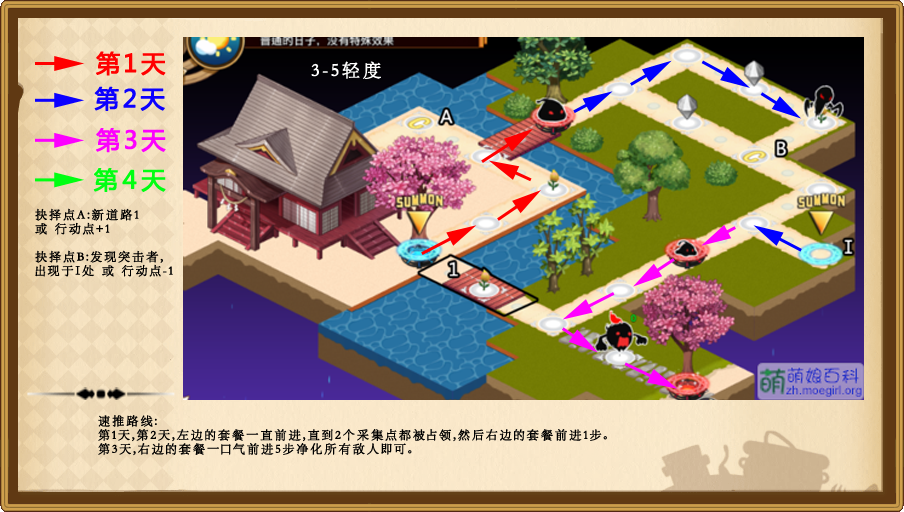 普通的日子，没有特殊效果
第1天
3-5轻度
第2天
第3天
第4天
A
B
SUMMON
SUMMON
抉择点A:新道路1
或 行动点+1
抉择点B:发现突击者,
出现于I处 或 行动点-1
I
1
萌娘百科
zh.moegirl.org
速推路线:
第1天,第2天,左边的套餐一直前进,直到2个采集点都被占领,然后右边的套餐前进1步。
第3天,右边的套餐一口气前进5步净化所有敌人即可。